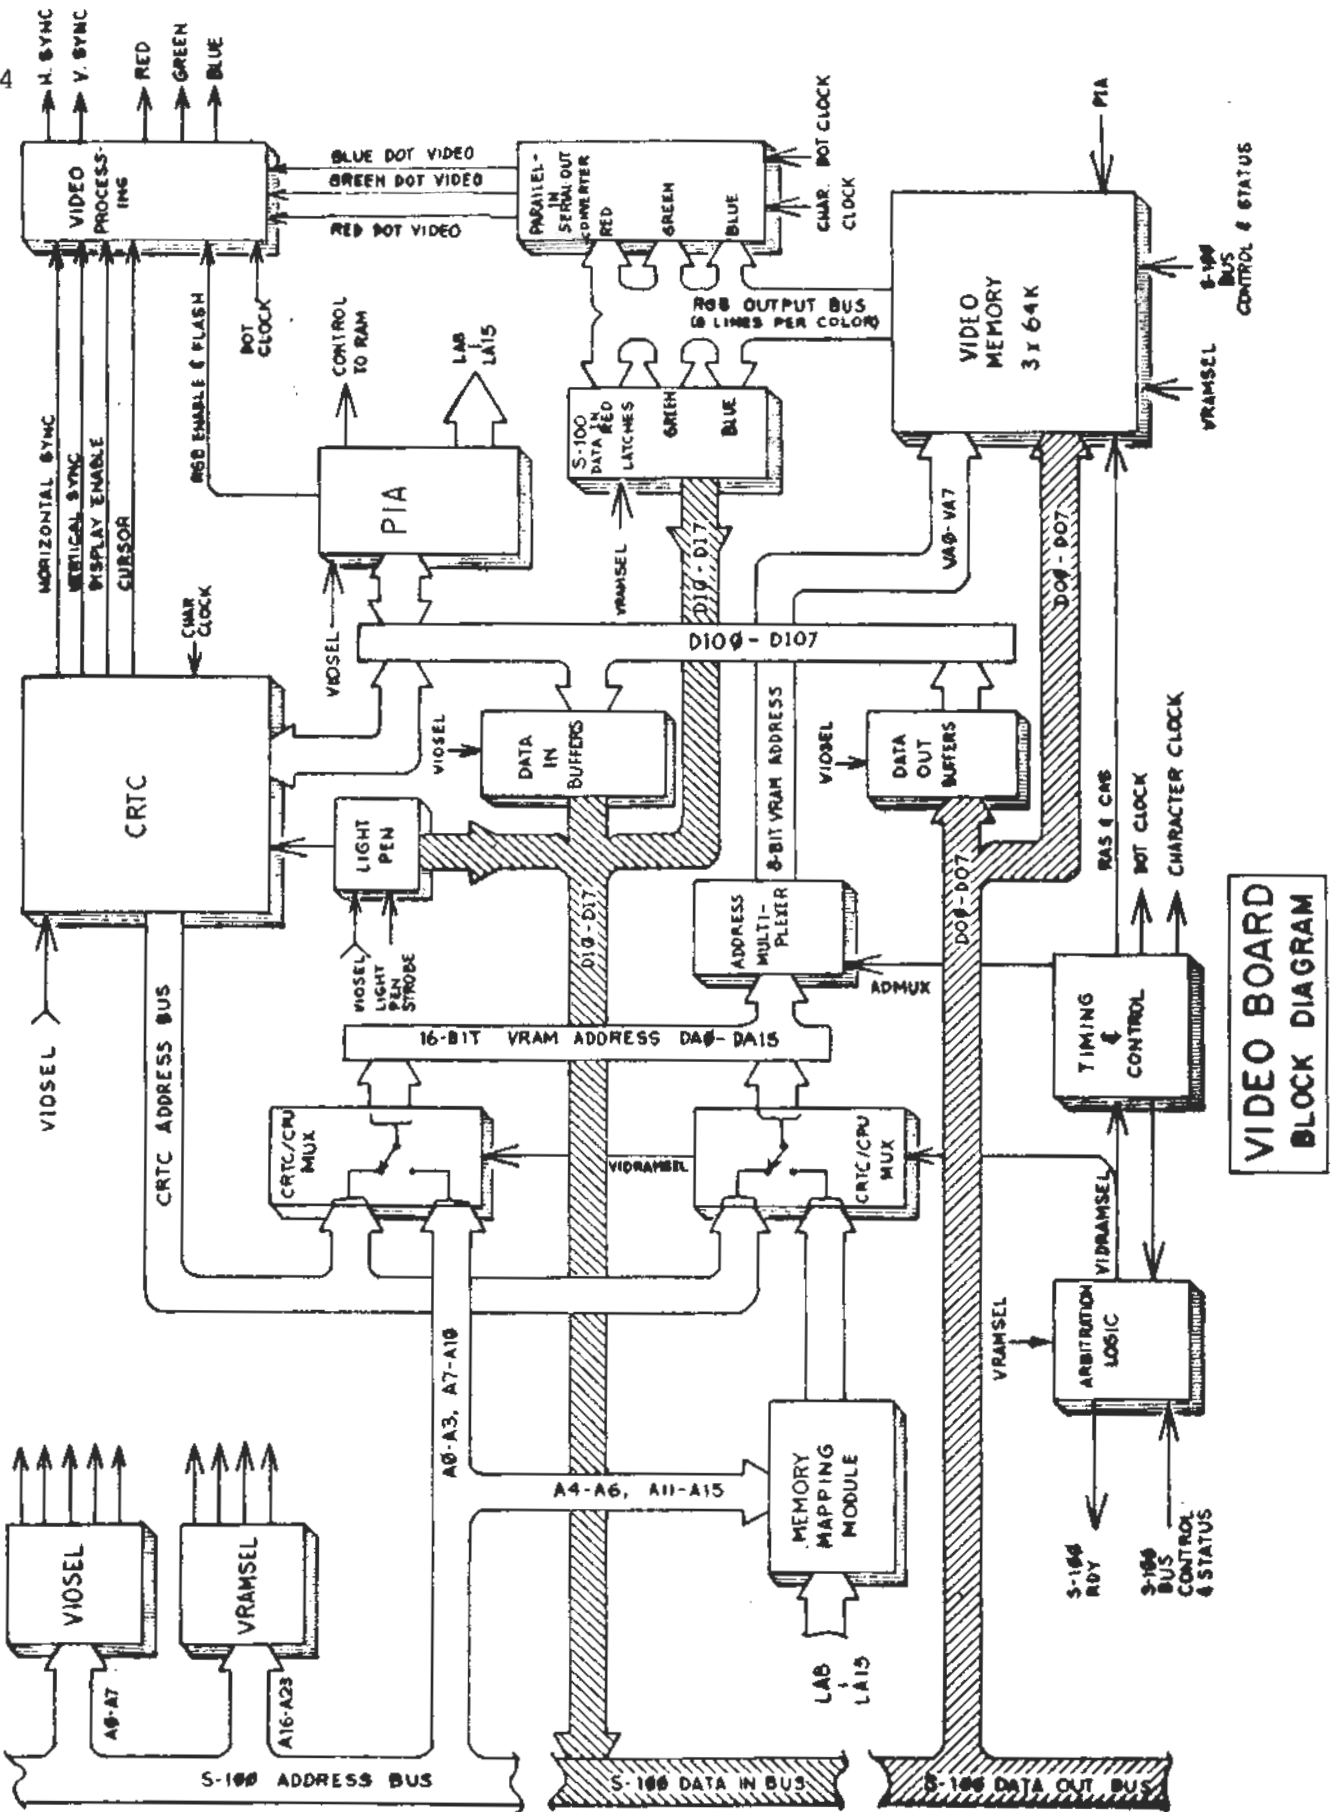 4
H. SYNC
V. SYNC
RED
GREEN
BLUE
VIDEO
PROCESS-
ING
BLUE DOT VIDEO
GREEN DOT VIDEO
RED DOT VIDEO
PARALLEL-
IN
SERIAL OUT
CONVERTER
RED
GREEN
BLUE
CHAR.
CLOCK
DOT CLOCK
PIA
HORIZONTAL SYNC
VERTICAL SYNC
DISPLAY ENABLE
CURSOR
RGB ENABLE & FLASH
DOT
CLOCK
CONTROL
TO RAM
LA8
↓
LA15
RGB OUTPUT BUS
(8 LINES PER COLOR)
VIDEO
MEMORY
3 x 64K
S-100
BUS
CONTROL & STATUS
VRAMSEL
PIA
S-100
DATA IN
RED
LATCHES
GREEN
BLUE
VIOSEL
VRAMSEL
DI0 - DI7
VA0-VA7
DO0-DO7
CHAR
CLOCK
DIO0 - DIO7
CRTC
VIOSEL
DATA
IN
BUFFERS
VIOSEL
DATA
OUT
BUFFERS
8-BIT VRAM ADDRESS
RAS & CAS
DOT CLOCK
CHARACTER CLOCK
LIGHT
PEN
VIOSEL
LIGHT
PEN
STROBE
DI0-DI7
ADDRESS
MULTI-
PLEXER
DO0-DO7
ADMUX
VIOSEL
CRTC ADDRESS BUS
16-BIT VRAM ADDRESS DA0-DA15
TIMING
&
CONTROL
CRTC/CPU
MUX
VIDRAMSEL
CRTC/CPU
MUX
VIDRAMSEL
VRAMSEL
ARBITRATION
LOGIC
A0-A3, A7-A10
A4-A6, A11-A15
MEMORY
MAPPING
MODULE
LA8
↓
LA15
S-100
RDY
S-100
BUS
CONTROL
& STATUS
VIOSEL
VRAMSEL
A0-A7
A16-A23
S-100 ADDRESS BUS
S-100 DATA IN BUS
S-100 DATA OUT BUS
VIDEO BOARD
BLOCK DIAGRAM